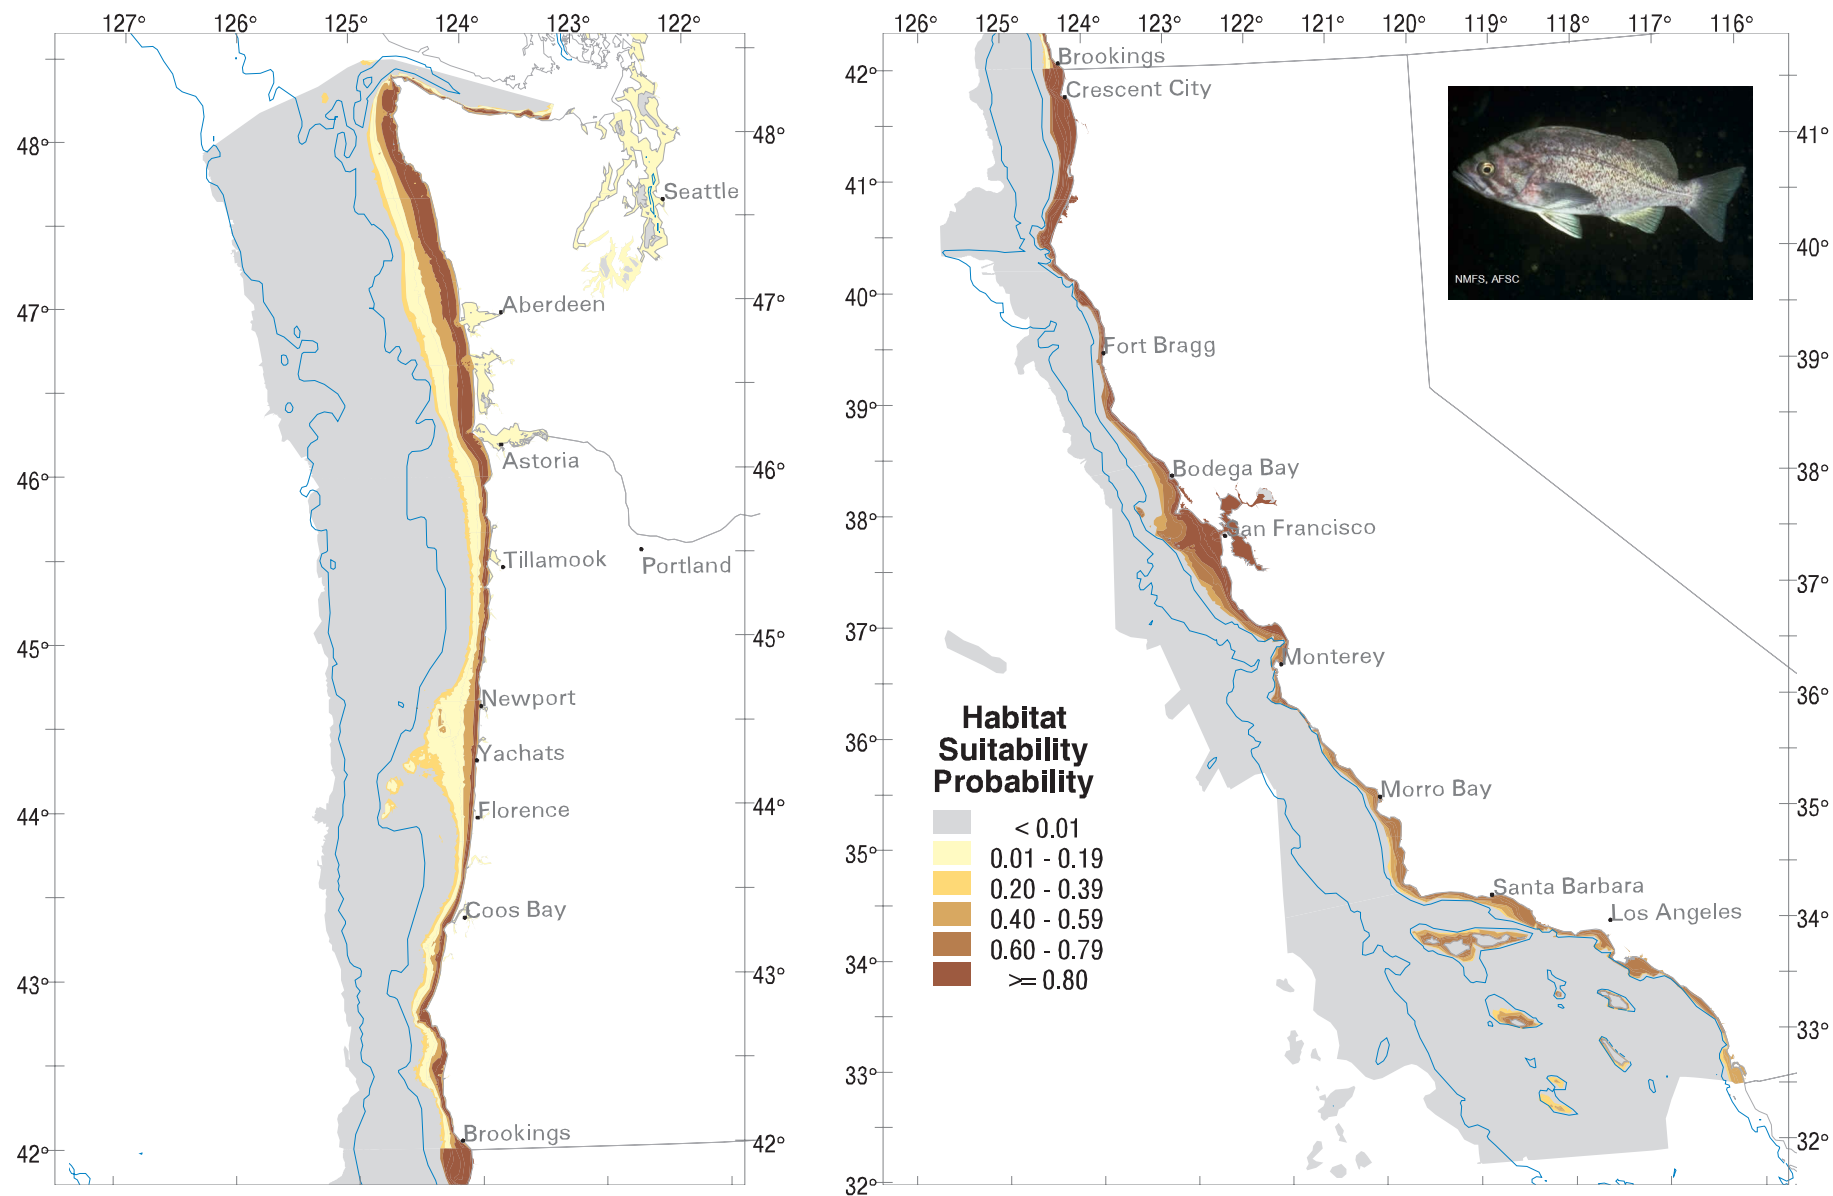 127° 126° 125° 124° 123° 122°
48°
47°
46°
45°
44°
43°
42°
48°
47°
46°
45°
44°
43°
42°
Seattle
Aberdeen
Astoria
Tillamook
Portland
Newport
Yachats
Florence
Coos Bay
Brookings
126° 125° 124° 123° 122° 121° 120° 119° 118° 117° 116°
42°
41°
40°
39°
38°
37°
36°
35°
34°
33°
32°
41°
40°
39°
38°
37°
36°
35°
34°
33°
32°
Brookings
Crescent City
Fort Bragg
Bodega Bay
San Francisco
Monterey
Morro Bay
Santa Barbara
Los Angeles
NMFS, AFSC
Habitat
Suitability
Probability
< 0.01
0.01 - 0.19
0.20 - 0.39
0.40 - 0.59
0.60 - 0.79
>= 0.80